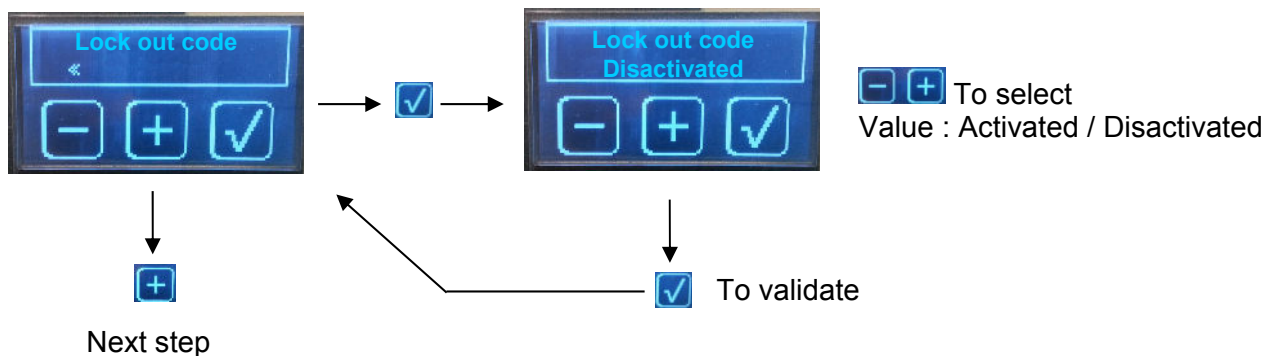 Lock out code
«
Lock out code
Disactivated
To select
Value : Activated / Disactivated
To validate
Next step